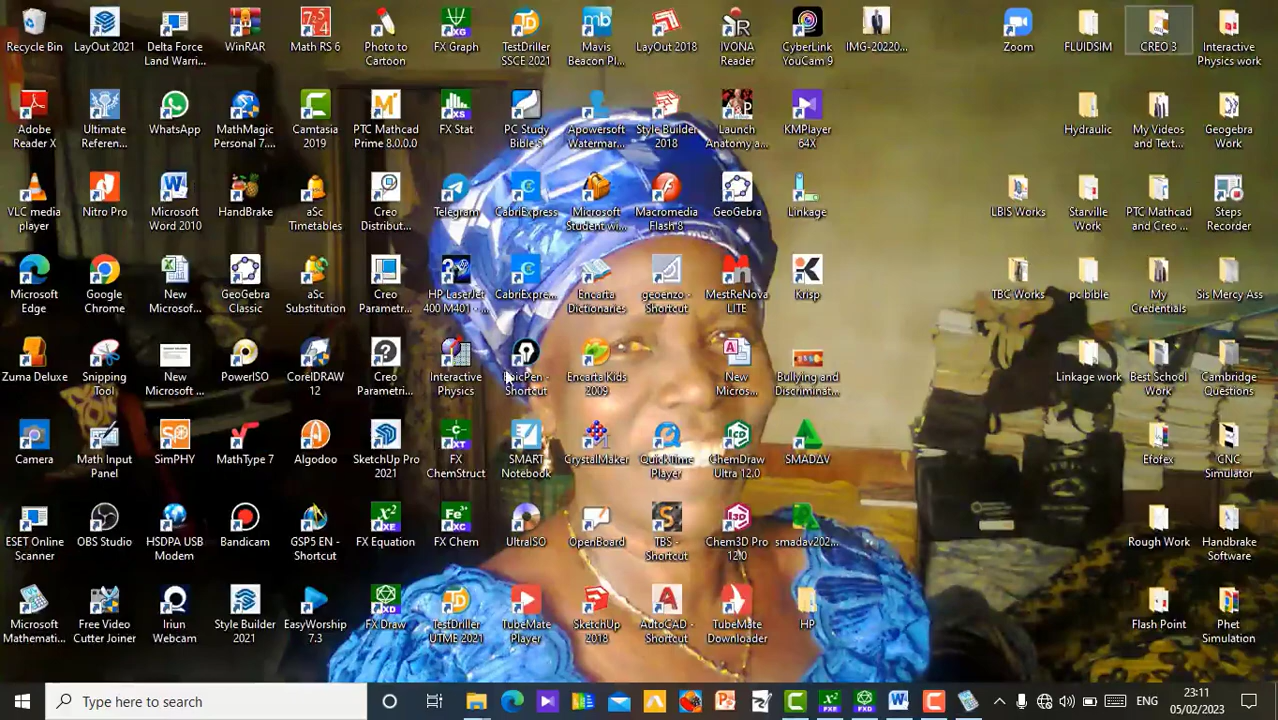 Recycle Bin
LayOut 2021
Delta Force
Land Warri...
WinRAR
Math RS 6
Photo to
Cartoon
FX Graph
TestDriller
SSCE 2021
Mavis
Beacon Pl...
LayOut 2018
IVONA
Reader
CyberLink
YouCam 9
IMG-20220...
Zoom
FLUIDSIM
CREO 3
Interactive
Physics work
Adobe
Reader X
Ultimate
Referen...
WhatsApp
MathMagic
Personal 7....
Camtasia
2019
PTC Mathcad
Prime 8.0.0.0
FX Stat
PC Study
Bible 5
Apowersoft
Watermar...
Style Builder
2018
Launch
Anatomy a...
KMPlayer
64X
Hydraulic
My Videos
and Text...
Geogebra
Work
VLC media
player
Nitro Pro
Microsoft
Word 2010
HandBrake
aSc
Timetables
Creo
Distribut...
Telegram
CabriExpress
Microsoft
Student wi...
Macromedia
Flash 8
GeoGebra
Linkage
LBIS Works
Starville
Work
PTC Mathcad
and Creo ...
Steps
Recorder
Microsoft
Edge
Google
Chrome
New
Microsof...
GeoGebra
Classic
aSc
Substitution
Creo
Parametr...
HP LaserJet
400 M401 -...
CabriExpre...
Encarta
Dictionaries
geoenzo -
Shortcut
MestReNova
LITE
Krisp
TBC Works
pc bible
My
Credentials
Sis Mercy Ass
Zuma Deluxe
Snipping
Tool
New
Microsoft ...
PowerISO
CorelDRAW
12
Creo
Parametri...
Interactive
Physics
EpicPen -
Shortcut
Encarta Kids
2009
New
Micros...
Bullying and
Discriminat...
Linkage work
Best School
Work
Cambridge
Questions
Camera
Math Input
Panel
SimPHY
MathType 7
Algodoo
SketchUp Pro
2021
FX
ChemStruct
SMART
Notebook
CrystalMaker
QuickTime
Player
ChemDraw
Ultra 12.0
SMADΔV
Efofex
CNC
Simulator
ESET Online
Scanner
OBS Studio
HSDPA USB
Modem
Bandicam
GSP5 EN -
Shortcut
FX Equation
FX Chem
UltraISO
OpenBoard
TBS -
Shortcut
Chem3D Pro
12.0
smadav202...
Rough Work
Handbrake
Software
Microsoft
Mathemati...
Free Video
Cutter Joiner
Iriun
Webcam
Style Builder
2021
EasyWorship
7.3
FX Draw
TestDriller
UTME 2021
TubeMate
Player
SketchUp
2018
AutoCAD -
Shortcut
TubeMate
Downloader
HP
Flash Point
Phet
Simulation
Type here to search
ENG
23:11
05/02/2023